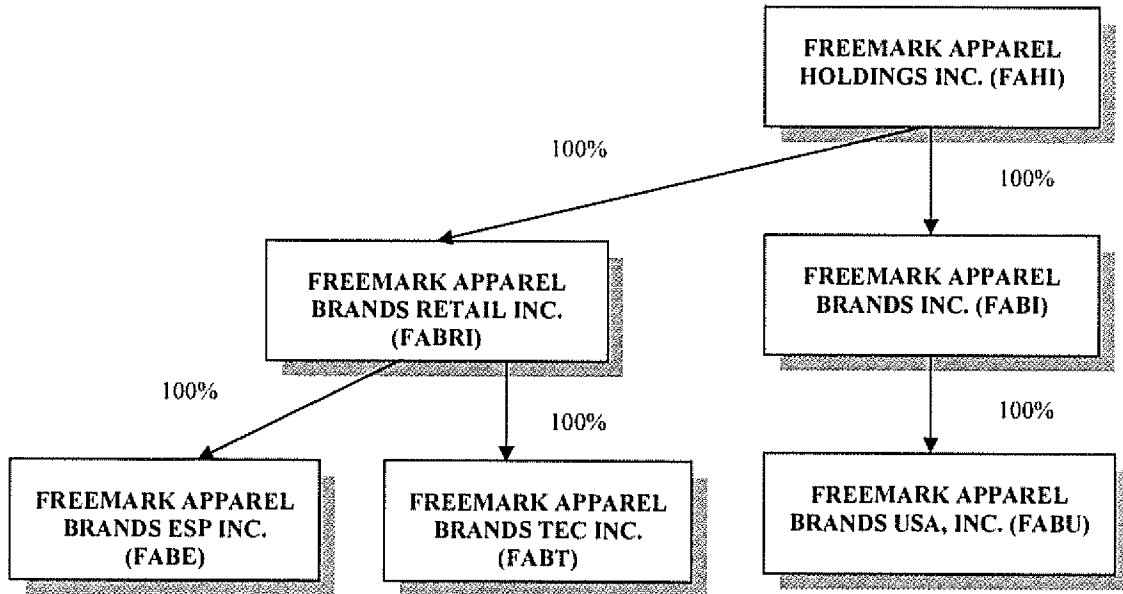 FREEMARK APPAREL
HOLDINGS INC. (FAHI)
100%
100%
FREEMARK APPAREL
BRANDS RETAIL INC.
(FABRI)
FREEMARK APPAREL
BRANDS INC. (FABI)
100%
100%
100%
FREEMARK APPAREL
BRANDS ESP INC.
(FABE)
FREEMARK APPAREL
BRANDS TEC INC.
(FABT)
FREEMARK APPAREL
BRANDS USA, INC. (FABU)